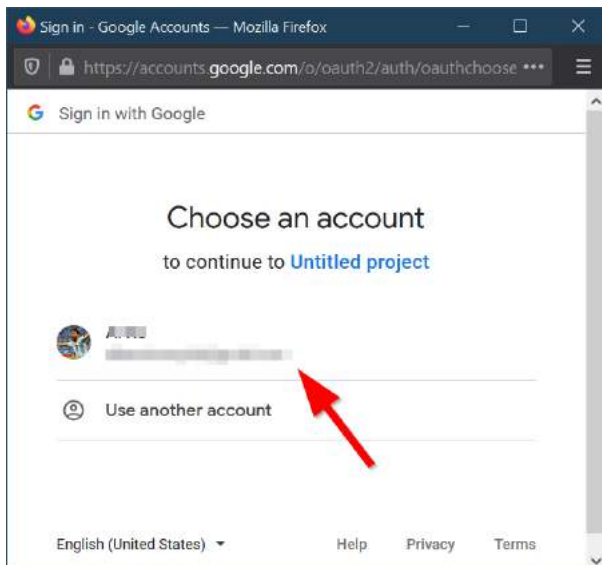 Sign in - Google Accounts — Mozilla Firefox
https://accounts.google.com/o/oauth2/auth/oauthchoose •••
Sign in with Google
Choose an account
to continue to Untitled project
Use another account
English (United States)
Help Privacy Terms